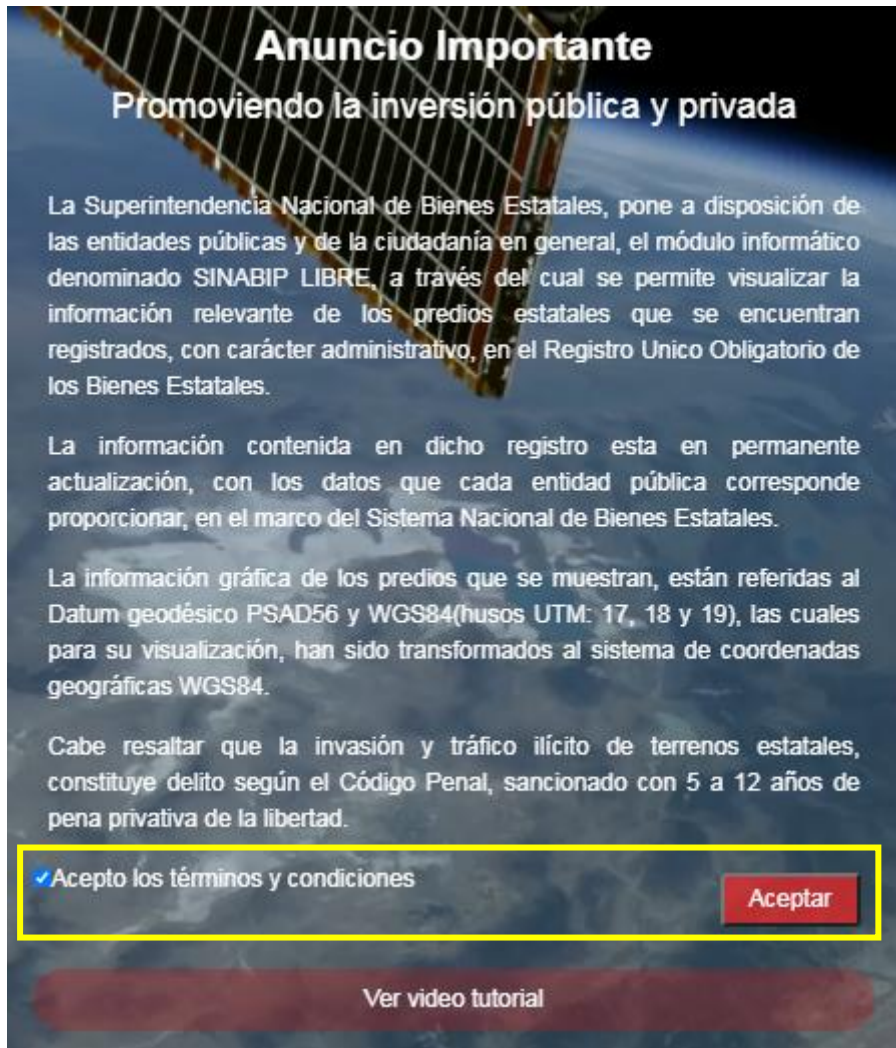 Anuncio Importante
Promoviendo la inversión pública y privada
La Superintendencia Nacional de Bienes Estatales, pone a disposición de
las entidades públicas y de la ciudadanía en general, el módulo informático
denominado SINABIP LIBRE, a través del cual se permite visualizar la
información relevante de los predios estatales que se encuentran
registrados, con carácter administrativo, en el Registro Unico Obligatorio de
los Bienes Estatales.
La información contenida en dicho registro esta en permanente
actualización, con los datos que cada entidad pública corresponde
proporcionar, en el marco del Sistema Nacional de Bienes Estatales.
La información gráfica de los predios que se muestran, están referidas al
Datum geodésico PSAD56 y WGS84(husos UTM: 17, 18 y 19), las cuales
para su visualización, han sido transformados al sistema de coordenadas
geográficas WGS84.
Cabe resaltar que la invasión y tráfico ilícito de terrenos estatales,
constituye delito según el Código Penal, sancionado con 5 a 12 años de
pena privativa de la libertad.
Acepto los términos y condiciones
Aceptar
Ver video tutorial